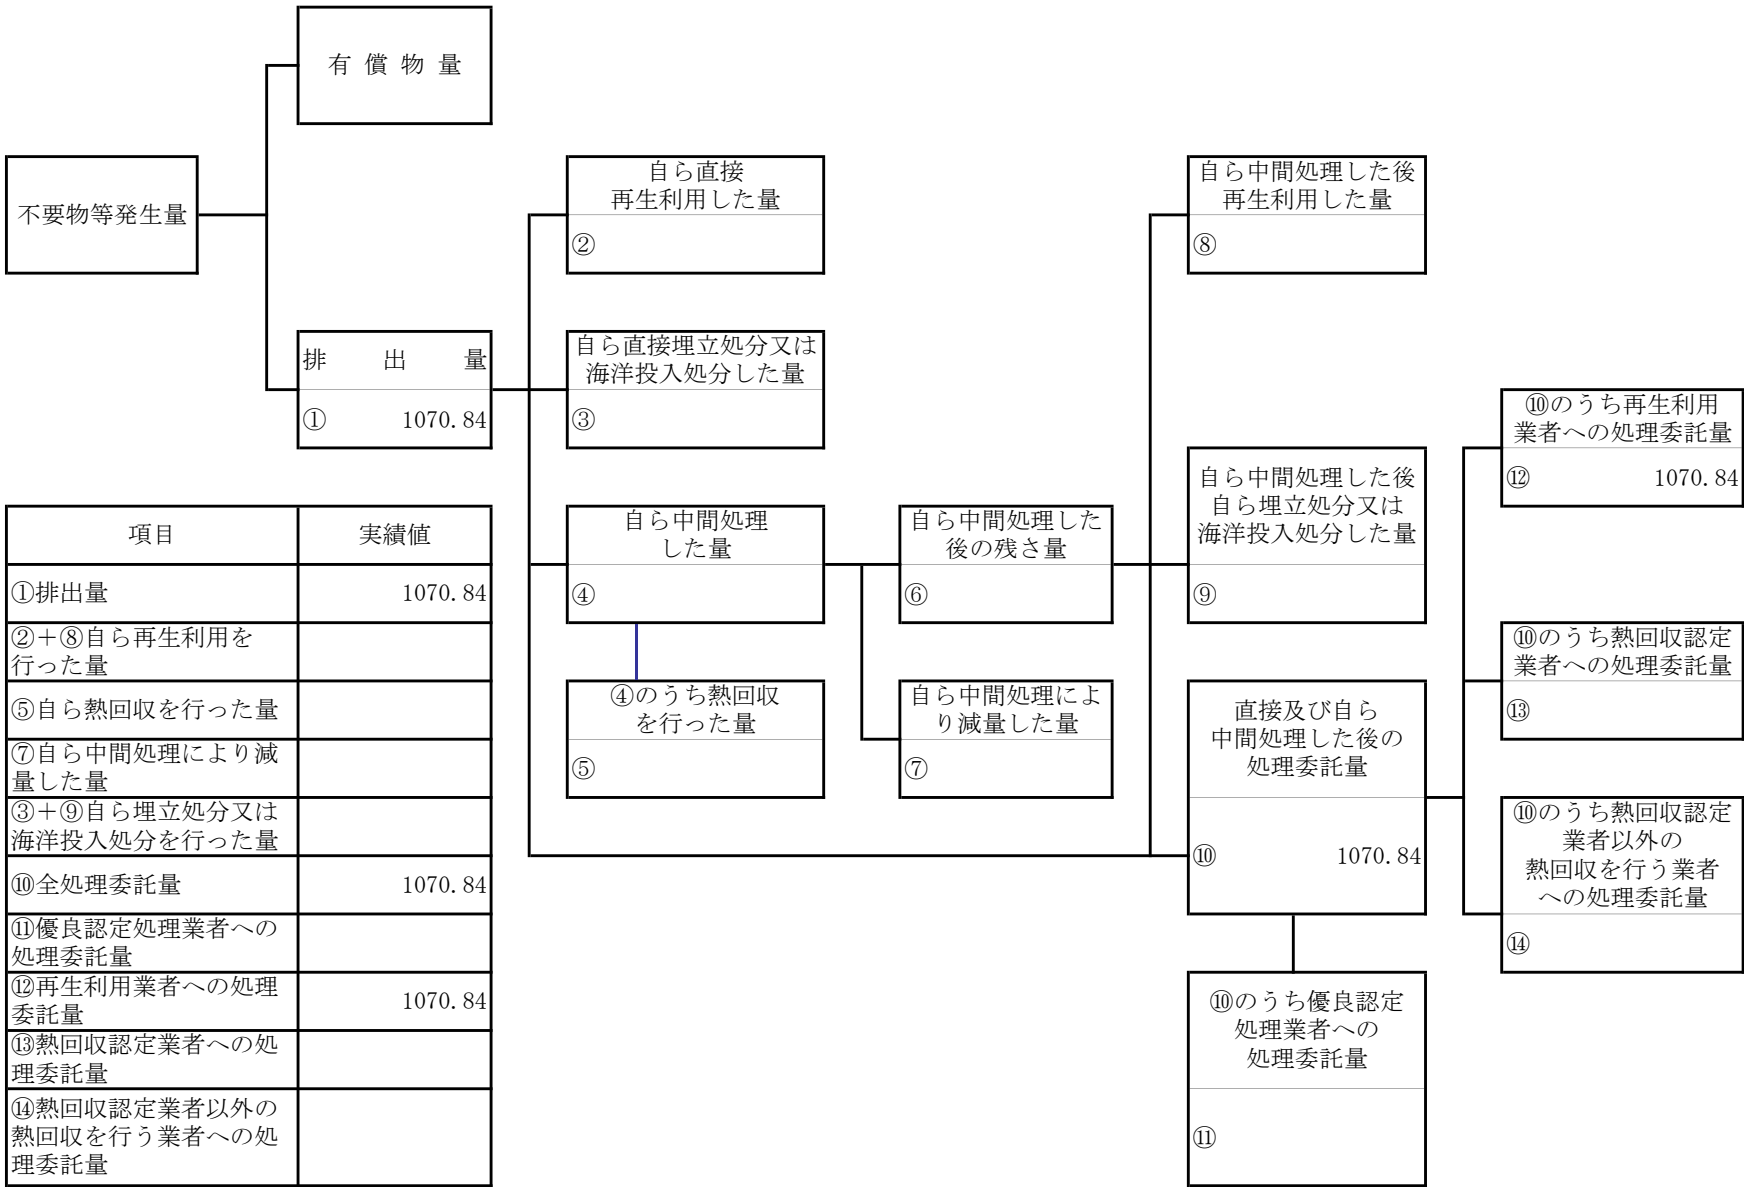 有 償 物 量
不要物等発生量
自ら直接
再生利用した量
②
自ら中間処理した後
再生利用した量
⑧
排 出 量
① 1070.84
自ら直接埋立処分又は
海洋投入処分した量
③
⑩のうち再生利用
業者への処理委託量
⑫ 1070.84
自ら中間処理した後
自ら埋立処分又は
海洋投入処分した量
⑨
自ら中間処理
した量
④
自ら中間処理した
後の残さ量
⑥
⑩のうち熱回収認定
業者への処理委託量
⑬
④のうち熱回収
を行った量
⑤
自ら中間処理によ
り減量した量
⑦
直接及び自ら
中間処理した後の
処理委託量
⑩ 1070.84
⑩のうち熱回収認定
業者以外の
熱回収を行う業者
への処理委託量
⑭
⑩のうち優良認定
処理業者への
処理委託量
⑪
項目 実績値
①排出量 1070.84
②＋⑧自ら再生利用を
行った量
⑤自ら熱回収を行った量
⑦自ら中間処理により減
量した量
③＋⑨自ら埋立処分又は
海洋投入処分を行った量
⑩全処理委託量 1070.84
⑪優良認定処理業者への
処理委託量
⑫再生利用業者への処理
委託量 1070.84
⑬熱回収認定業者への処
理委託量
⑭熱回収認定業者以外の
熱回収を行う業者への処
理委託量